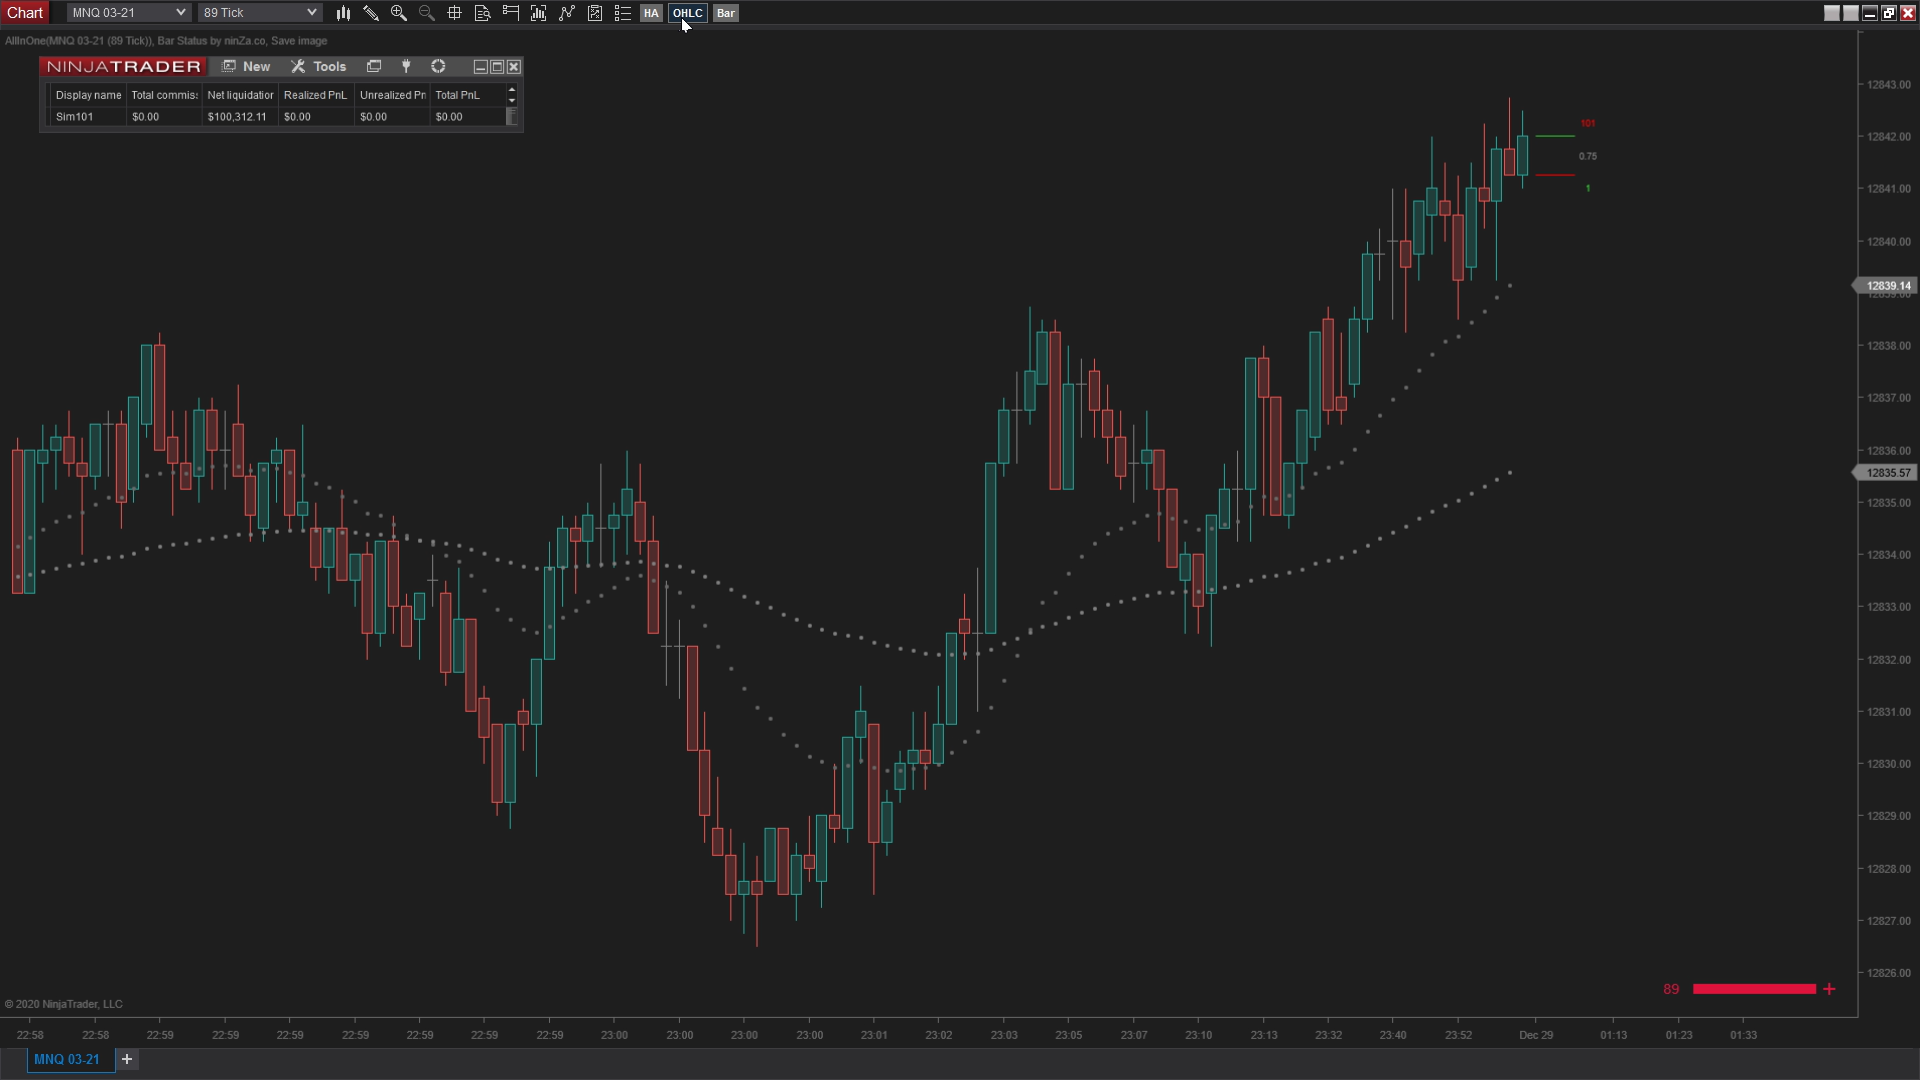 Chart MNQ 03-21 89 Tick HA OHLC Bar
AllInOne(MNQ 03-21 (89 Tick)), Bar Status by ninZa.co, Save image
NINJATRADER New Tools
Display name Total commis: Net liquidatior Realized PnL Unrealized Pr Total PnL
Sim101 $0.00 $100,312.11 $0.00 $0.00 $0.00
12843.00
101
12842.00
0.75
1
12841.00
12840.00
12839.14
12838.00
12837.00
12836.00
12835.57
12835.00
12834.00
12833.00
12832.00
12831.00
12830.00
12829.00
12828.00
12827.00
12826.00
89 +
© 2020 NinjaTrader, LLC
22:58 22:58 22:59 22:59 22:59 22:59 22:59 22:59 22:59 23:00 23:00 23:00 23:00 23:01 23:02 23:03 23:05 23:07 23:10 23:13 23:32 23:40 23:52 Dec 29 01:13 01:23 01:33
MNQ 03-21 +